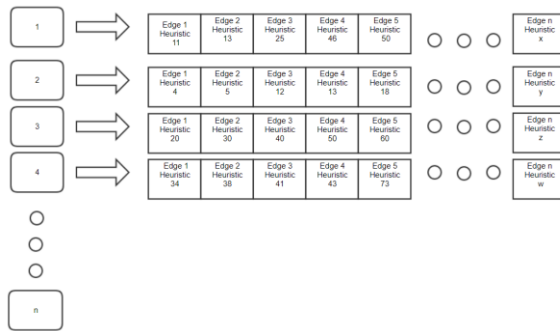 1
Edge 1 Heuristic 11
Edge 2 Heuristic 13
Edge 3 Heuristic 25
Edge 4 Heuristic 46
Edge 5 Heuristic 50
Edge n Heuristic x
2
Edge 1 Heuristic 4
Edge 2 Heuristic 5
Edge 3 Heuristic 12
Edge 4 Heuristic 13
Edge 5 Heuristic 18
Edge n Heuristic y
3
Edge 1 Heuristic 20
Edge 2 Heuristic 30
Edge 3 Heuristic 40
Edge 4 Heuristic 50
Edge 5 Heuristic 60
Edge n Heuristic z
4
Edge 1 Heuristic 34
Edge 2 Heuristic 38
Edge 3 Heuristic 41
Edge 4 Heuristic 43
Edge 5 Heuristic 73
Edge n Heuristic w
n